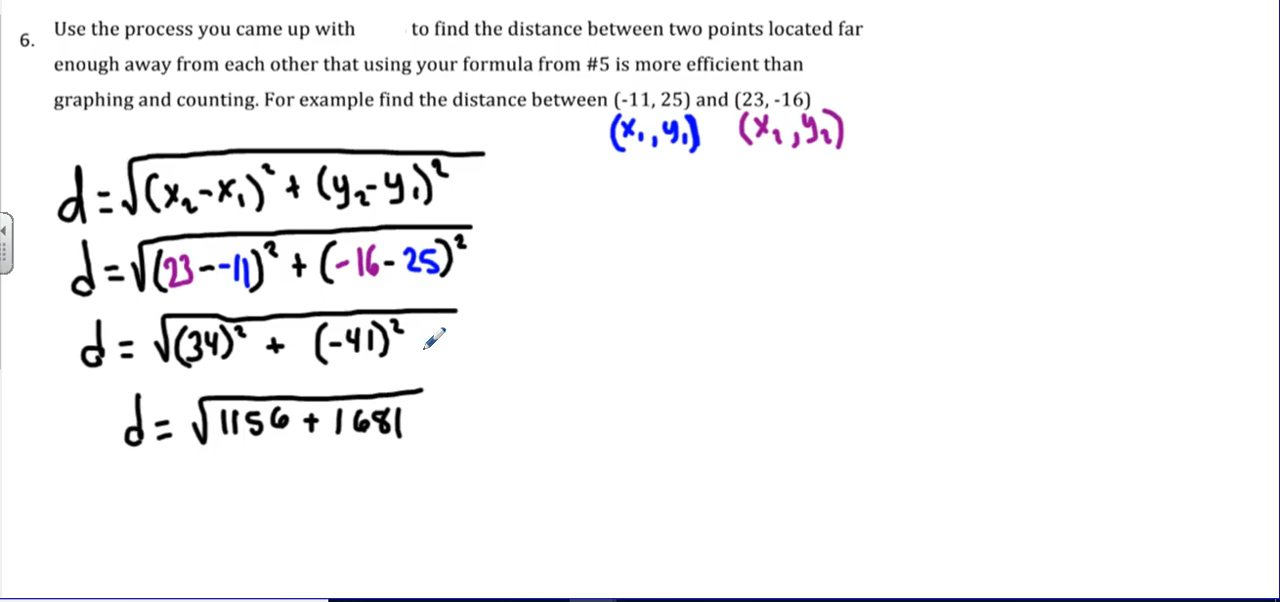 6. Use the process you came up with to find the distance between two points located far
enough away from each other that using your formula from #5 is more efficient than
graphing and counting. For example find the distance between (-11, 25) and (23, -16)
(x₁, y₁) (x₂, y₂)
d = √(x₂-x₁)² + (y₂-y₁)²
d = √(23--11)² + (-16-25)²
d = √(34)² + (-41)²
d = √1156 + 1681